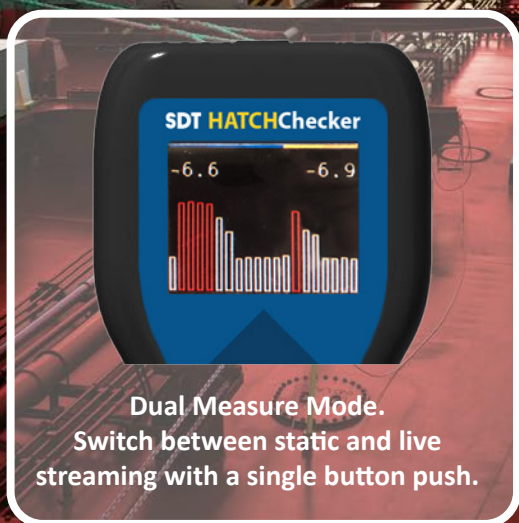 SDT HATCHChecker
-6.6 -6.9
Dual Measure Mode.
Switch between static and live
streaming with a single button push.